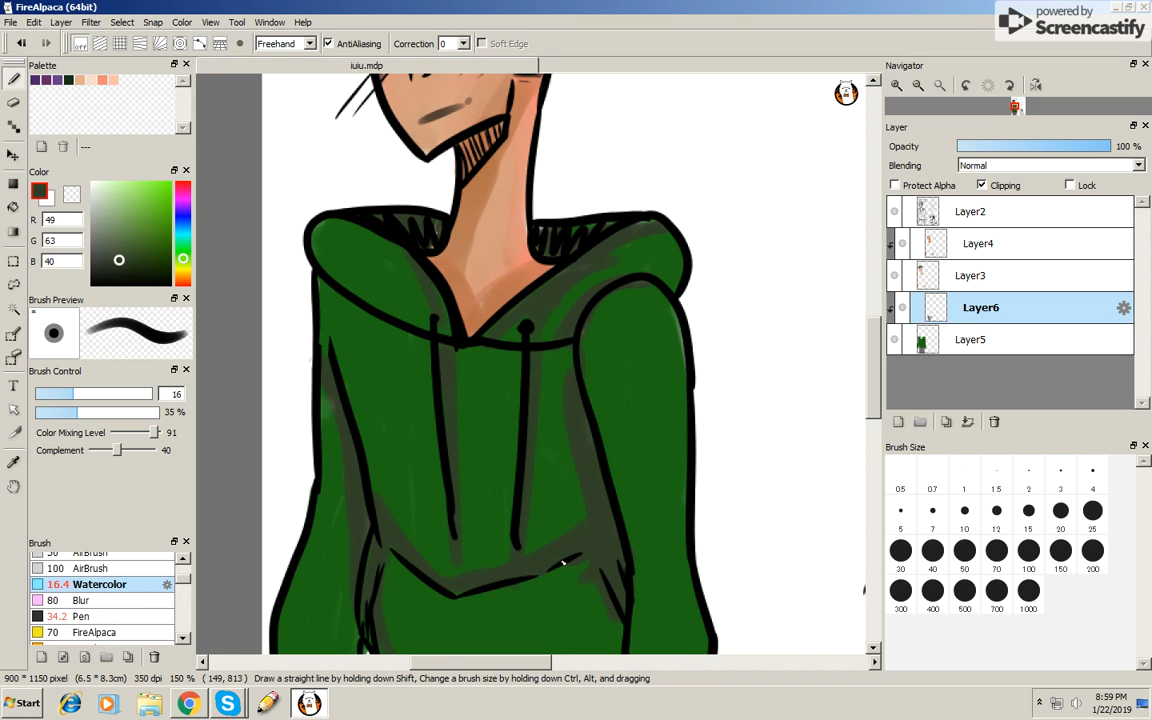 FireAlpaca (64bit)
powered by
Screencastify
File Edit Layer Filter Select Snap Color View Tool Window Help
off Freehand AntiAliasing Correction 0 Soft Edge
Palette
iuiu.mdp
Navigator
---
Color
R 49
G 63
B 40
Layer
Opacity 100 %
Blending Normal
Protect Alpha Clipping Lock
Layer2
Layer4
Layer3
Layer6
Layer5
Brush Preview
Brush Control
16
35 %
Color Mixing Level 91
Complement 40
Brush Size
0.5 0.7 1 1.5 2 3 4
5 7 10 12 15 20 25
30 40 50 70 100 150 200
300 400 500 700 1000
Brush
50 AirBrush
100 AirBrush
16.4 Watercolor
80 Blur
34.2 Pen
70 FireAlpaca
900 * 1150 pixel (6.5 * 8.3cm) 350 dpi 150 % ( 149, 813 ) Draw a straight line by holding down Shift, Change a brush size by holding down Ctrl, Alt, and dragging
Start
8:59 PM
1/22/2019